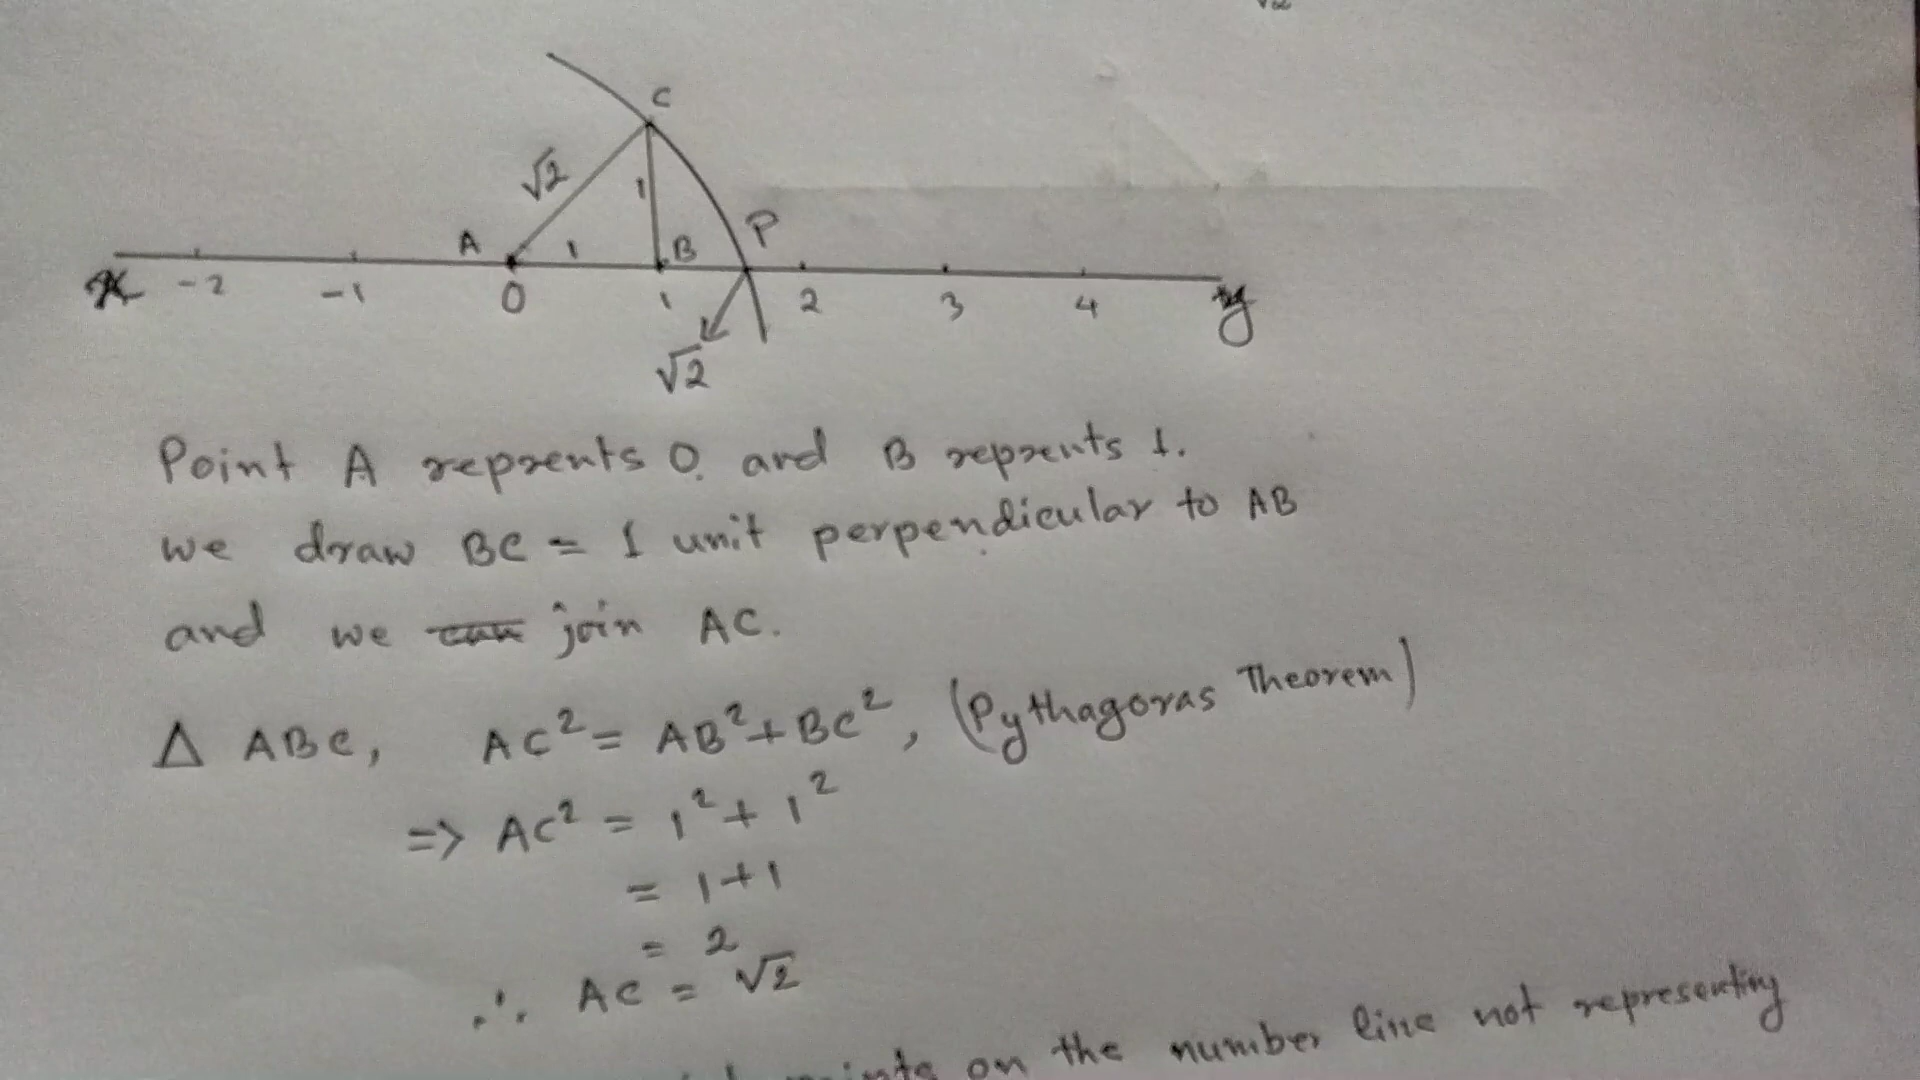 C
√2
1
A
1
B
P
x
-2
-1
0
1
2
3
4
y
√2
Point A reprents 0. and B reprents 1.
we draw BC = 1 unit perpendicular to AB
and we join AC.
Δ ABC, AC² = AB² + BC², (Pythagoras Theorem)
=> AC² = 1² + 1²
= 1+1
= 2
∴ AC = √2
on the number line not representing